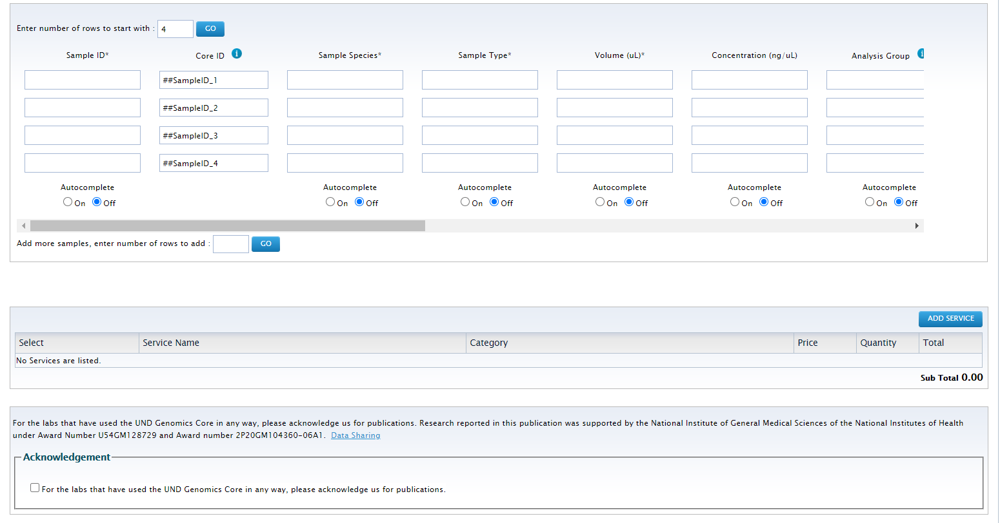 Enter number of rows to start with : 4 GO
Sample ID* Core ID i Sample Species* Sample Type* Volume (uL)* Concentration (ng/uL) Analysis Group i
##SampleID_1
##SampleID_2
##SampleID_3
##SampleID_4
Autocomplete Autocomplete Autocomplete Autocomplete Autocomplete Autocomplete
On Off On Off On Off On Off On Off On Off
Add more samples, enter number of rows to add : GO
ADD SERVICE
Select Service Name Category Price Quantity Total
No Services are listed.
Sub Total 0.00
For the labs that have used the UND Genomics Core in any way, please acknowledge us for publications. Research reported in this publication was supported by the National Institute of General Medical Sciences of the National Institutes of Health
under Award Number U54GM128729 and Award number 2P20GM104360-06A1. Data Sharing
Acknowledgement
For the labs that have used the UND Genomics Core in any way, please acknowledge us for publications.